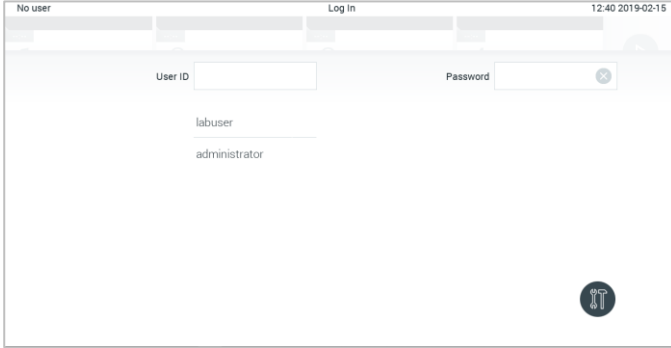 No user Log In 12:40 2019-02-15
User ID Password
labuser
administrator